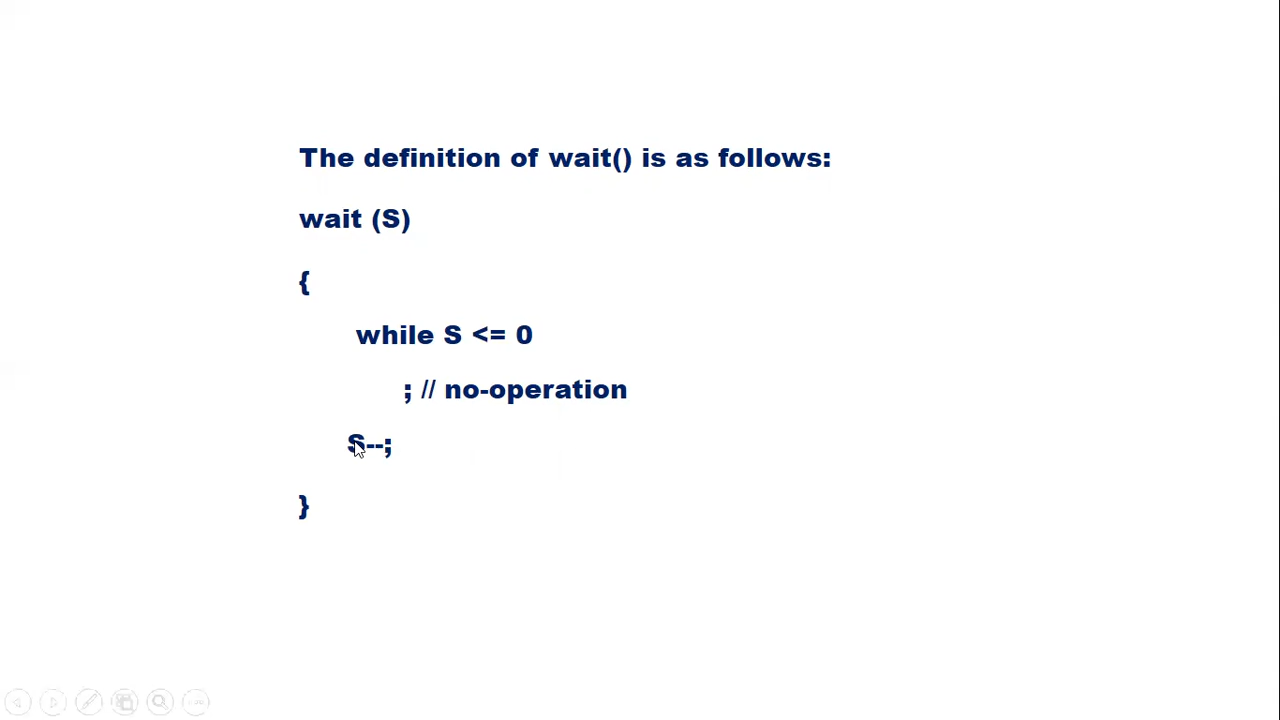 The definition of wait() is as follows:
wait (S)
{
while S <= 0
; // no-operation
S--;
}